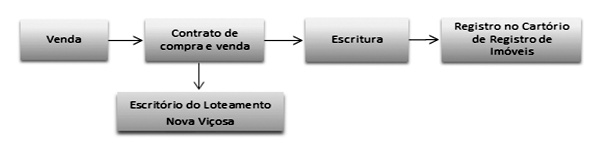 Venda
Contrato de
compra e venda
Escritura
Registro no Cartório
de Registro de
Imóveis
Escritório do Loteamento
Nova Viçosa